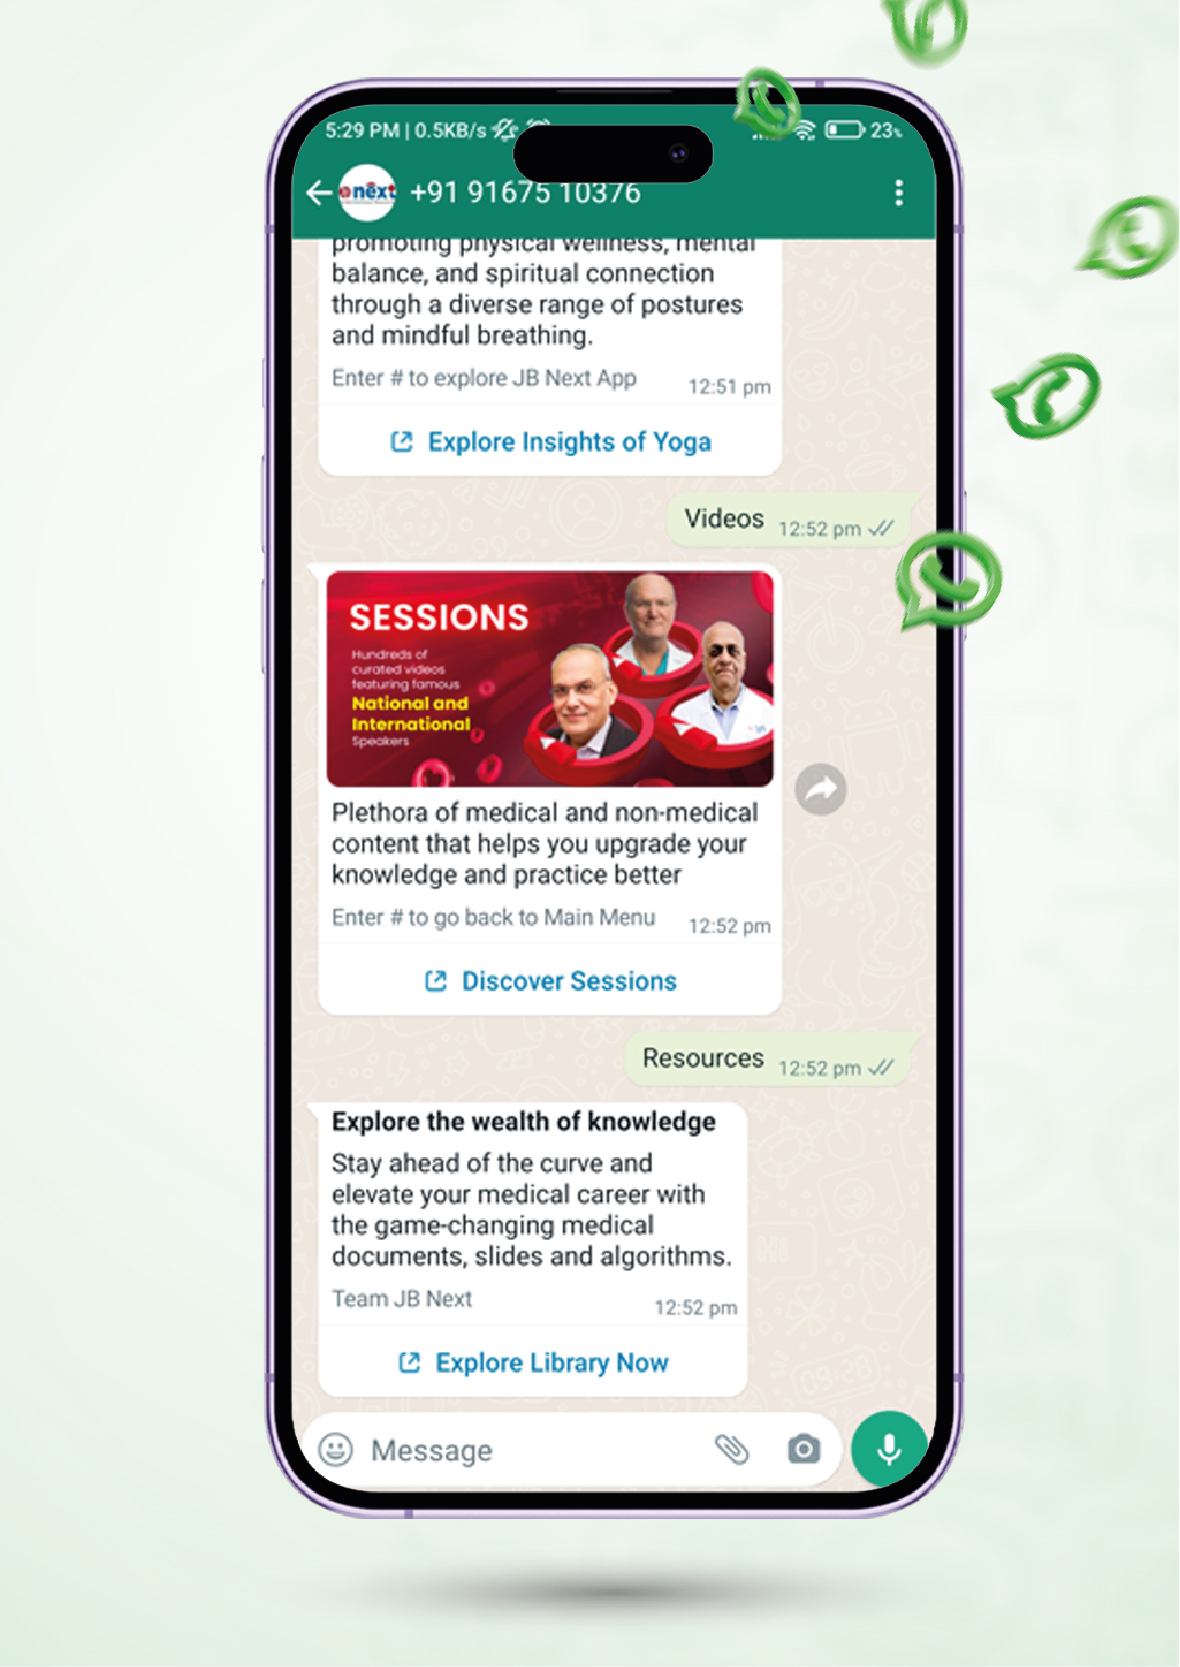 5:29 PM | 0.5KB/s
23%
next
+91 91675 10376
promoting physical wellness, mental
balance, and spiritual connection
through a diverse range of postures
and mindful breathing.
Enter # to explore JB Next App
12:51 pm
Explore Insights of Yoga
Videos
12:52 pm
SESSIONS
Hundreds of
curated videos
featuring famous
National and
International
Speakers
Plethora of medical and non-medical
content that helps you upgrade your
knowledge and practice better
Enter # to go back to Main Menu
12:52 pm
Discover Sessions
Resources
12:52 pm
Explore the wealth of knowledge
Stay ahead of the curve and
elevate your medical career with
the game-changing medical
documents, slides and algorithms.
Team JB Next
12:52 pm
Explore Library Now
Message